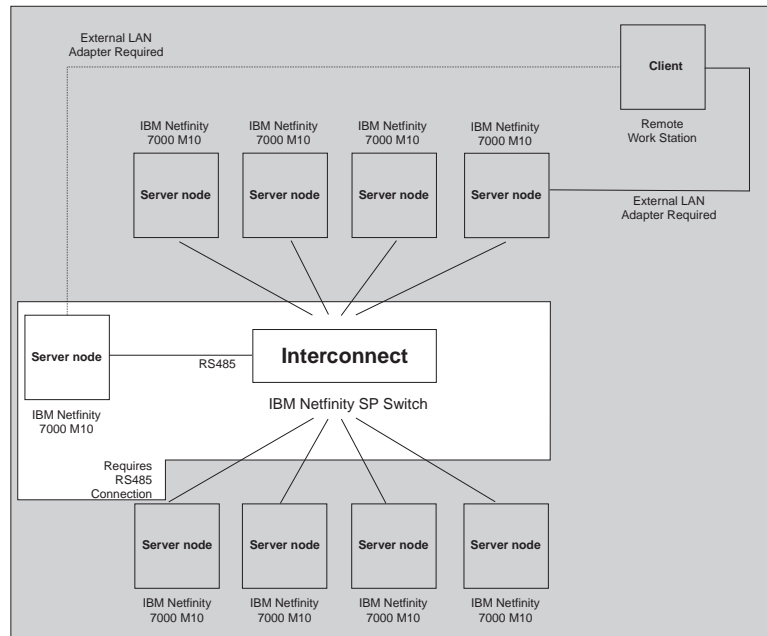 External LAN
Adapter Required
Client
Remote
Work Station
IBM Netfinity
7000 M10
IBM Netfinity
7000 M10
IBM Netfinity
7000 M10
IBM Netfinity
7000 M10
Server node
Server node
Server node
Server node
External LAN
Adapter Required
Server node
RS485
Interconnect
IBM Netfinity
7000 M10
IBM Netfinity SP Switch
Requires
RS485
Connection
Server node
Server node
Server node
Server node
IBM Netfinity
7000 M10
IBM Netfinity
7000 M10
IBM Netfinity
7000 M10
IBM Netfinity
7000 M10